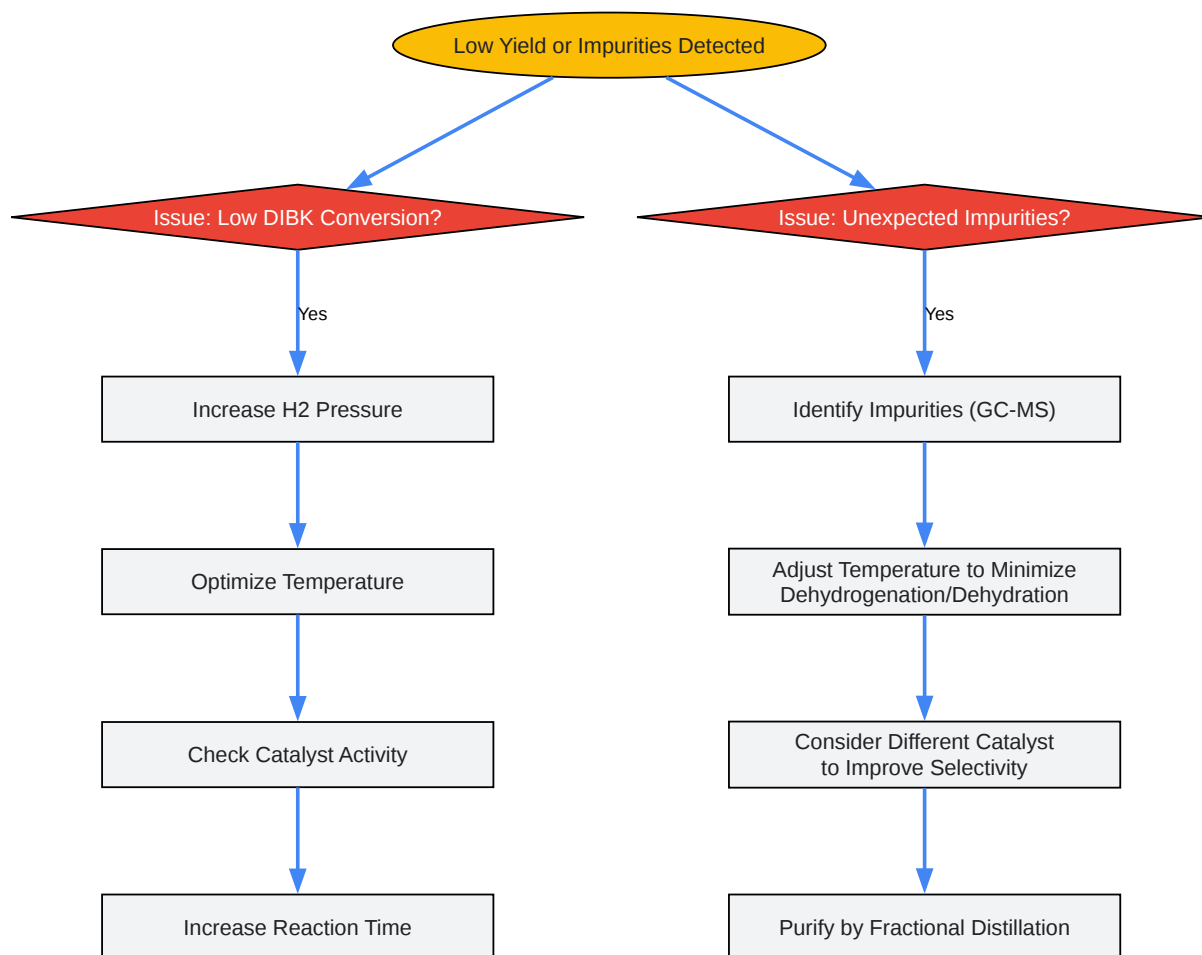 Low Yield or Impurities Detected
Issue: Low DIBK Conversion?
Issue: Unexpected Impurities?
Yes
Yes
Increase H2 Pressure
Identify Impurities (GC-MS)
Optimize Temperature
Adjust Temperature to Minimize
Dehydrogenation/Dehydration
Check Catalyst Activity
Consider Different Catalyst
to Improve Selectivity
Increase Reaction Time
Purify by Fractional Distillation